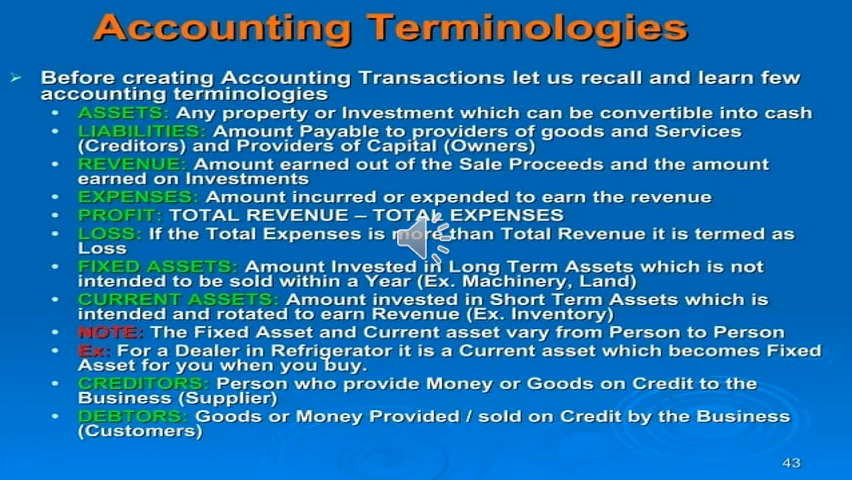 Accounting Terminologies
Before creating Accounting Transactions let us recall and learn few
accounting terminologies
ASSETS: Any property or Investment which can be convertible into cash
LIABILITIES: Amount Payable to providers of goods and Services
(Creditors) and Providers of Capital (Owners)
REVENUE: Amount earned out of the Sale Proceeds and the amount
earned on Investments
EXPENSES: Amount incurred or expended to earn the revenue
PROFIT: TOTAL REVENUE – TOTAL EXPENSES
LOSS: If the Total Expenses is more than Total Revenue it is termed as
Loss
FIXED ASSETS: Amount Invested in Long Term Assets which is not
intended to be sold within a Year (Ex. Machinery, Land)
CURRENT ASSETS: Amount invested in Short Term Assets which is
intended and rotated to earn Revenue (Ex. Inventory)
NOTE: The Fixed Asset and Current asset vary from Person to Person
Ex: For a Dealer in Refrigerator it is a Current asset which becomes Fixed
Asset for you when you buy.
CREDITORS: Person who provide Money or Goods on Credit to the
Business (Supplier)
DEBTORS: Goods or Money Provided / sold on Credit by the Business
(Customers)
43